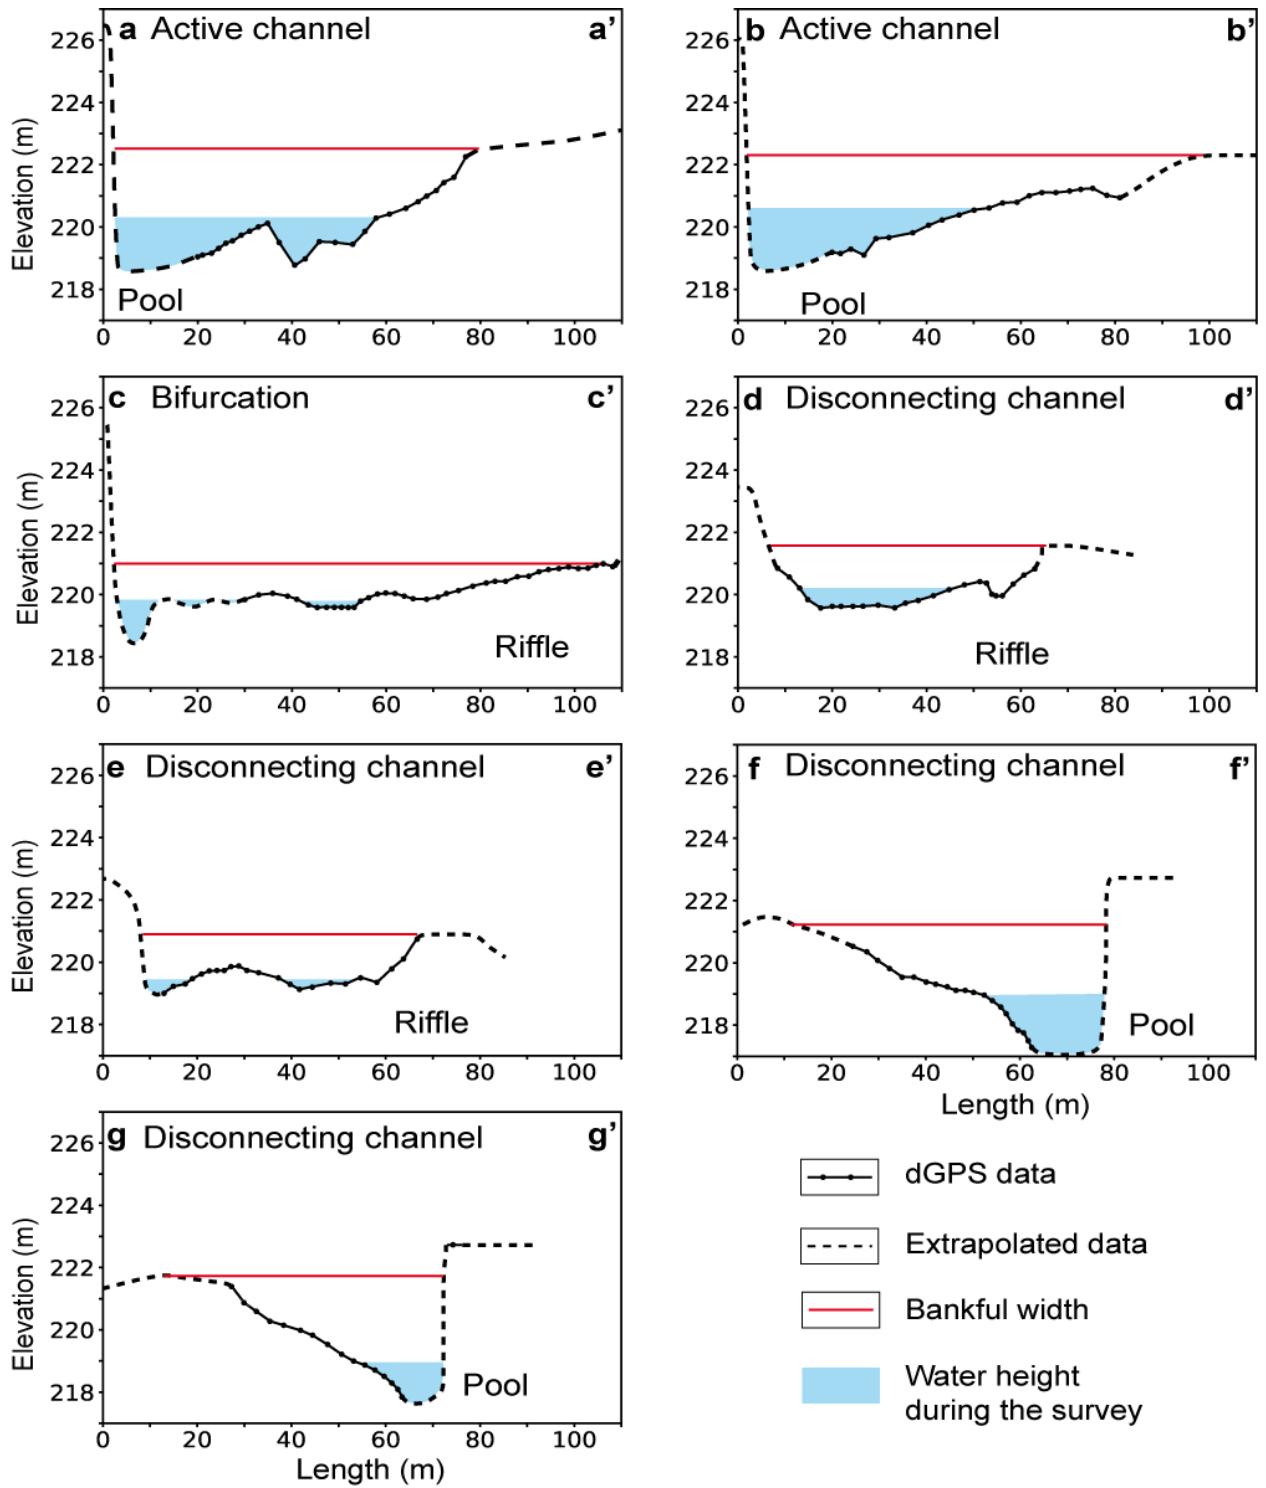 a Active channel a’
226
224
222
220
218
Elevation (m)
Pool
0 20 40 60 80 100
b Active channel b’
226
224
222
220
218
Pool
0 20 40 60 80 100
c Bifurcation c’
226
224
222
220
218
Elevation (m)
Riffle
0 20 40 60 80 100
d Disconnecting channel d’
226
224
222
220
218
Riffle
0 20 40 60 80 100
e Disconnecting channel e’
226
224
222
220
218
Elevation (m)
Riffle
0 20 40 60 80 100
f Disconnecting channel f’
226
224
222
220
218
Pool
0 20 40 60 80 100
Length (m)
g Disconnecting channel g’
226
224
222
220
218
Elevation (m)
Pool
0 20 40 60 80 100
Length (m)
dGPS data
Extrapolated data
Bankful width
Water height
during the survey